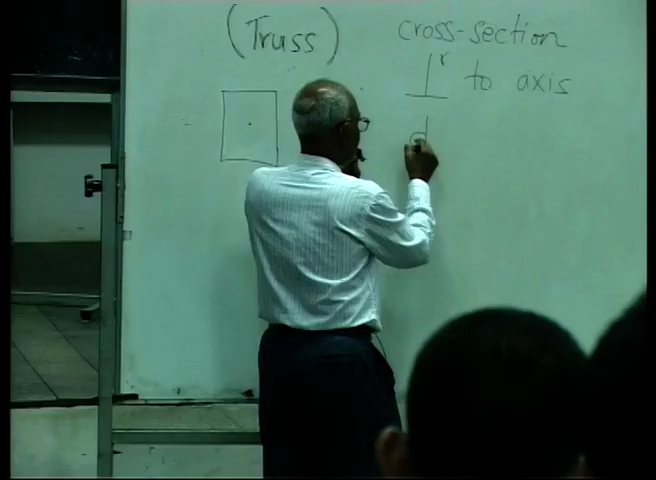 (Truss)
cross-section
⊥r to axis